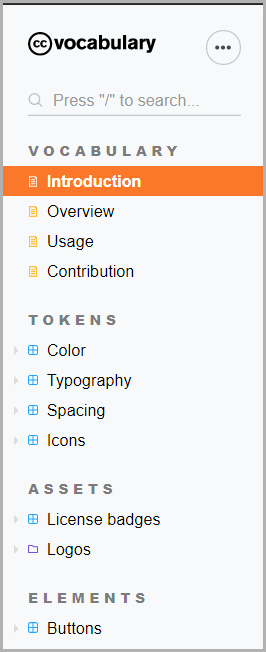 cc vocabulary
Press "/" to search...
VOCABULARY
Introduction
Overview
Usage
Contribution
TOKENS
Color
Typography
Spacing
Icons
ASSETS
License badges
Logos
ELEMENTS
Buttons